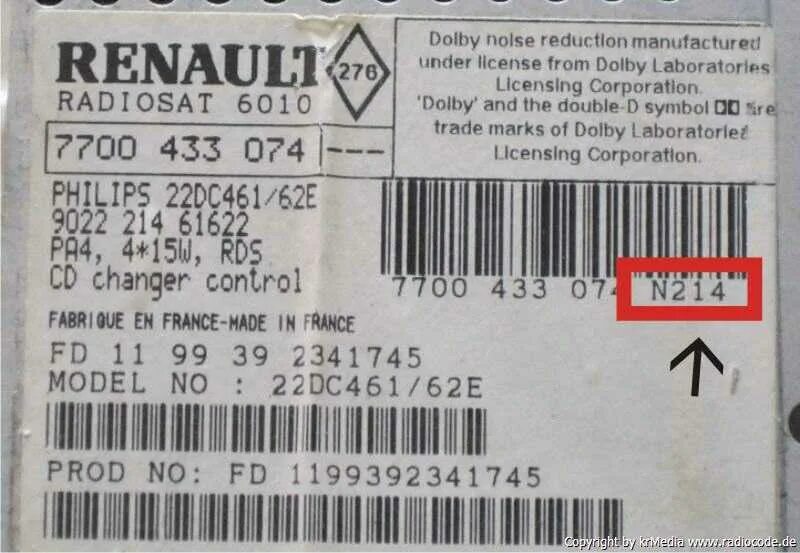 RENAULT
276
RADIOSAT 6010
7700 433 074 ---
Dolby noise reduction manufactured
under license from Dolby Laboratories
Licensing Corporation.
'Dolby' and the double-D symbol are
trade marks of Dolby Laboratories
Licensing Corporation.
PHILIPS 22DC461/62E
9022 214 61622
PA4, 4*15W, RDS
CD changer control
7700 433 074 N214
FABRIQUE EN FRANCE-MADE IN FRANCE
FD 11 99 39 2341745
MODEL NO : 22DC461/62E
PROD NO: FD 1199392341745
Copyright by krMedia www.radiocode.de